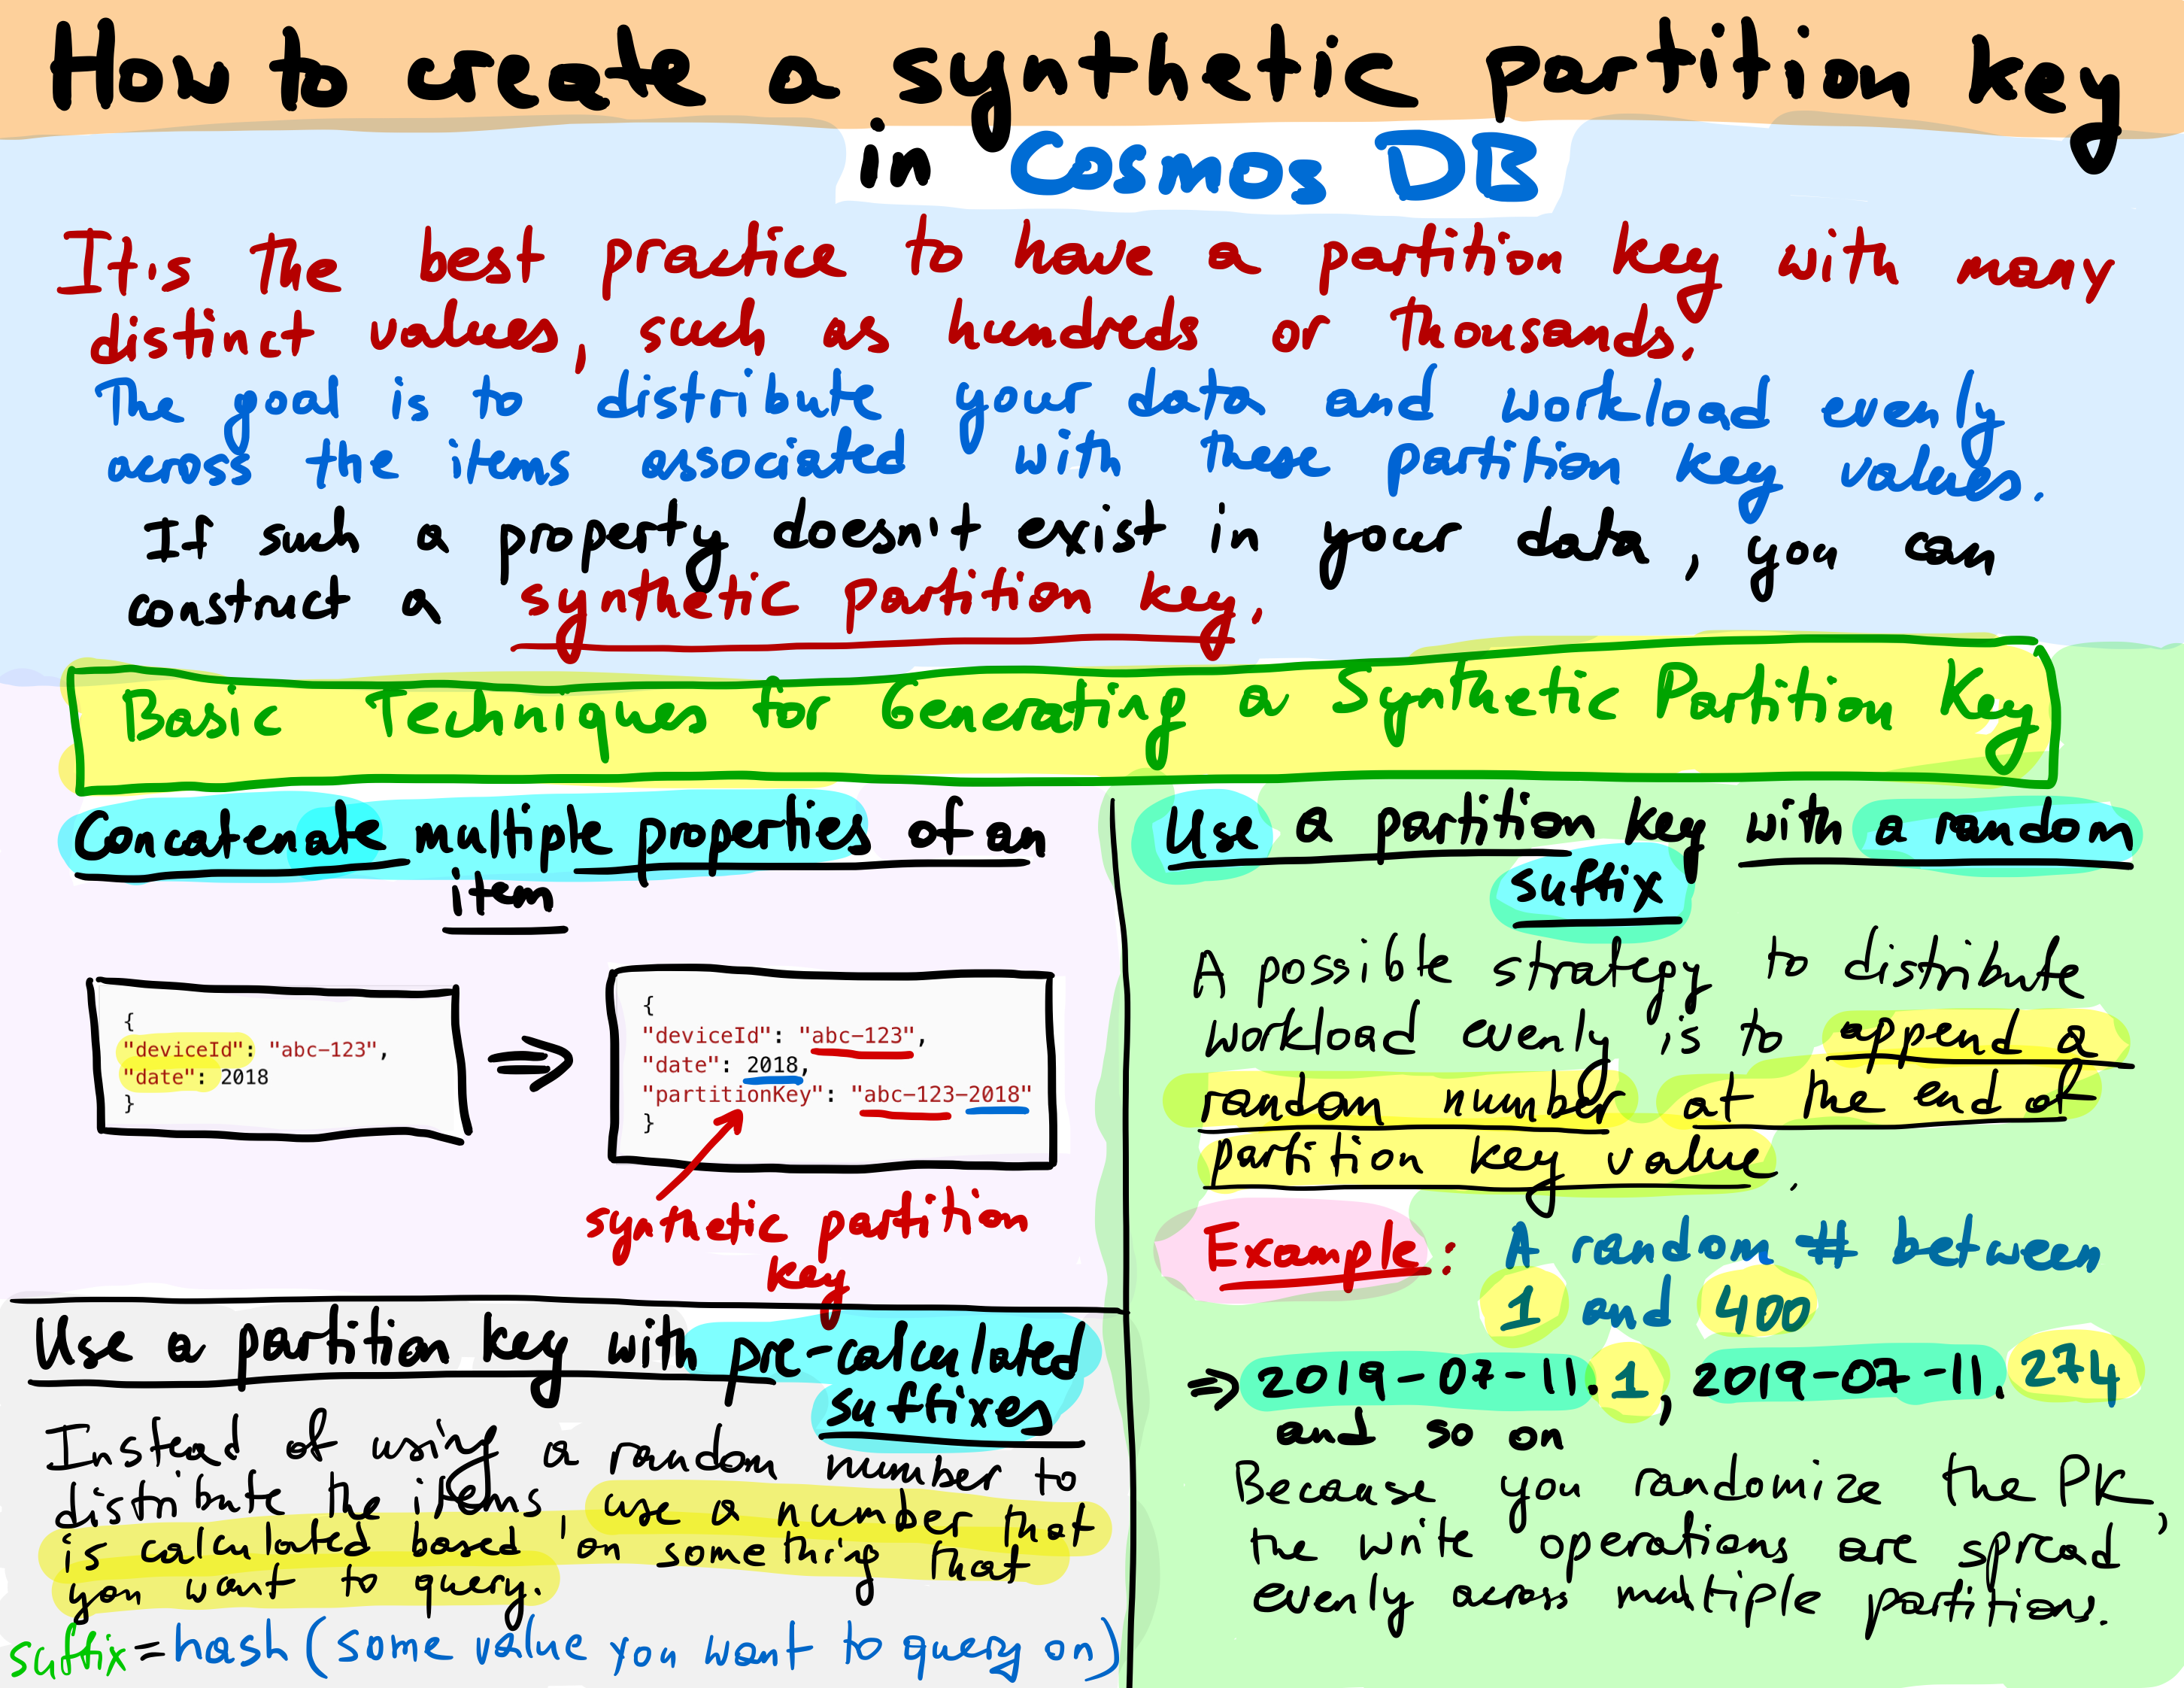 How to create a synthetic partition key
in Cosmos DB
It's the best practice to have a partition key with many
distinct values, such as hundreds or thousands.
The goal is to distribute your data and workload evenly
across the items associated with these partition key values.
If such a property doesn't exist in your data, you can
construct a synthetic partition key.
Basic Techniques for Generating a Synthetic Partition Key
Concatenate multiple properties of an
item
{
"deviceId": "abc-123",
"date": 2018
}
⇒
{
"deviceId": "abc-123",
"date": 2018,
"partitionKey": "abc-123-2018"
}
synthetic partition
key
Use a partition key with pre-calculated
suffixes
Instead of using a random number to
distribute the items, use a number that
is calculated based on something that
you want to query.
suffix = hash (some value you want to query on)
Use a partition key with a random
suffix
A possible strategy to distribute
workload evenly is to append a
random number at the end of
partition key value.
Example: A random # between
1 and 400
⇒ 2019-07-11.1, 2019-07-11.274
and so on
Because you randomize the PK,
the write operations are spread
evenly across multiple partitions.